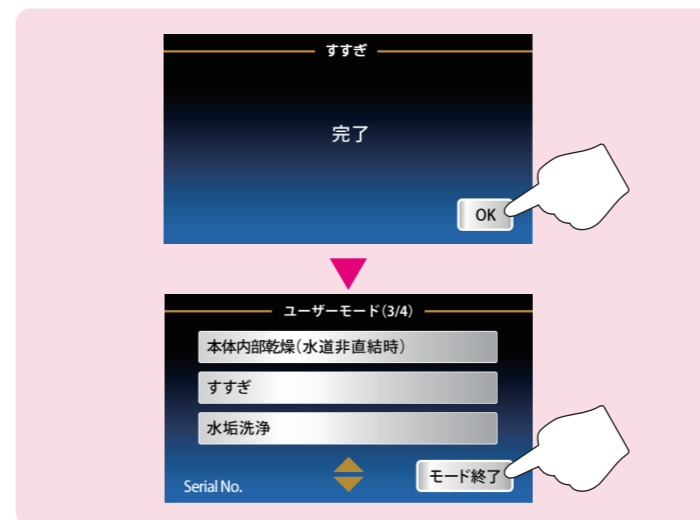 すすぎ
完了
OK
ユーザーモード(3/4)
本体内部乾燥(水道非直結時)
すすぎ
水垢洗浄
Serial No.
モード終了